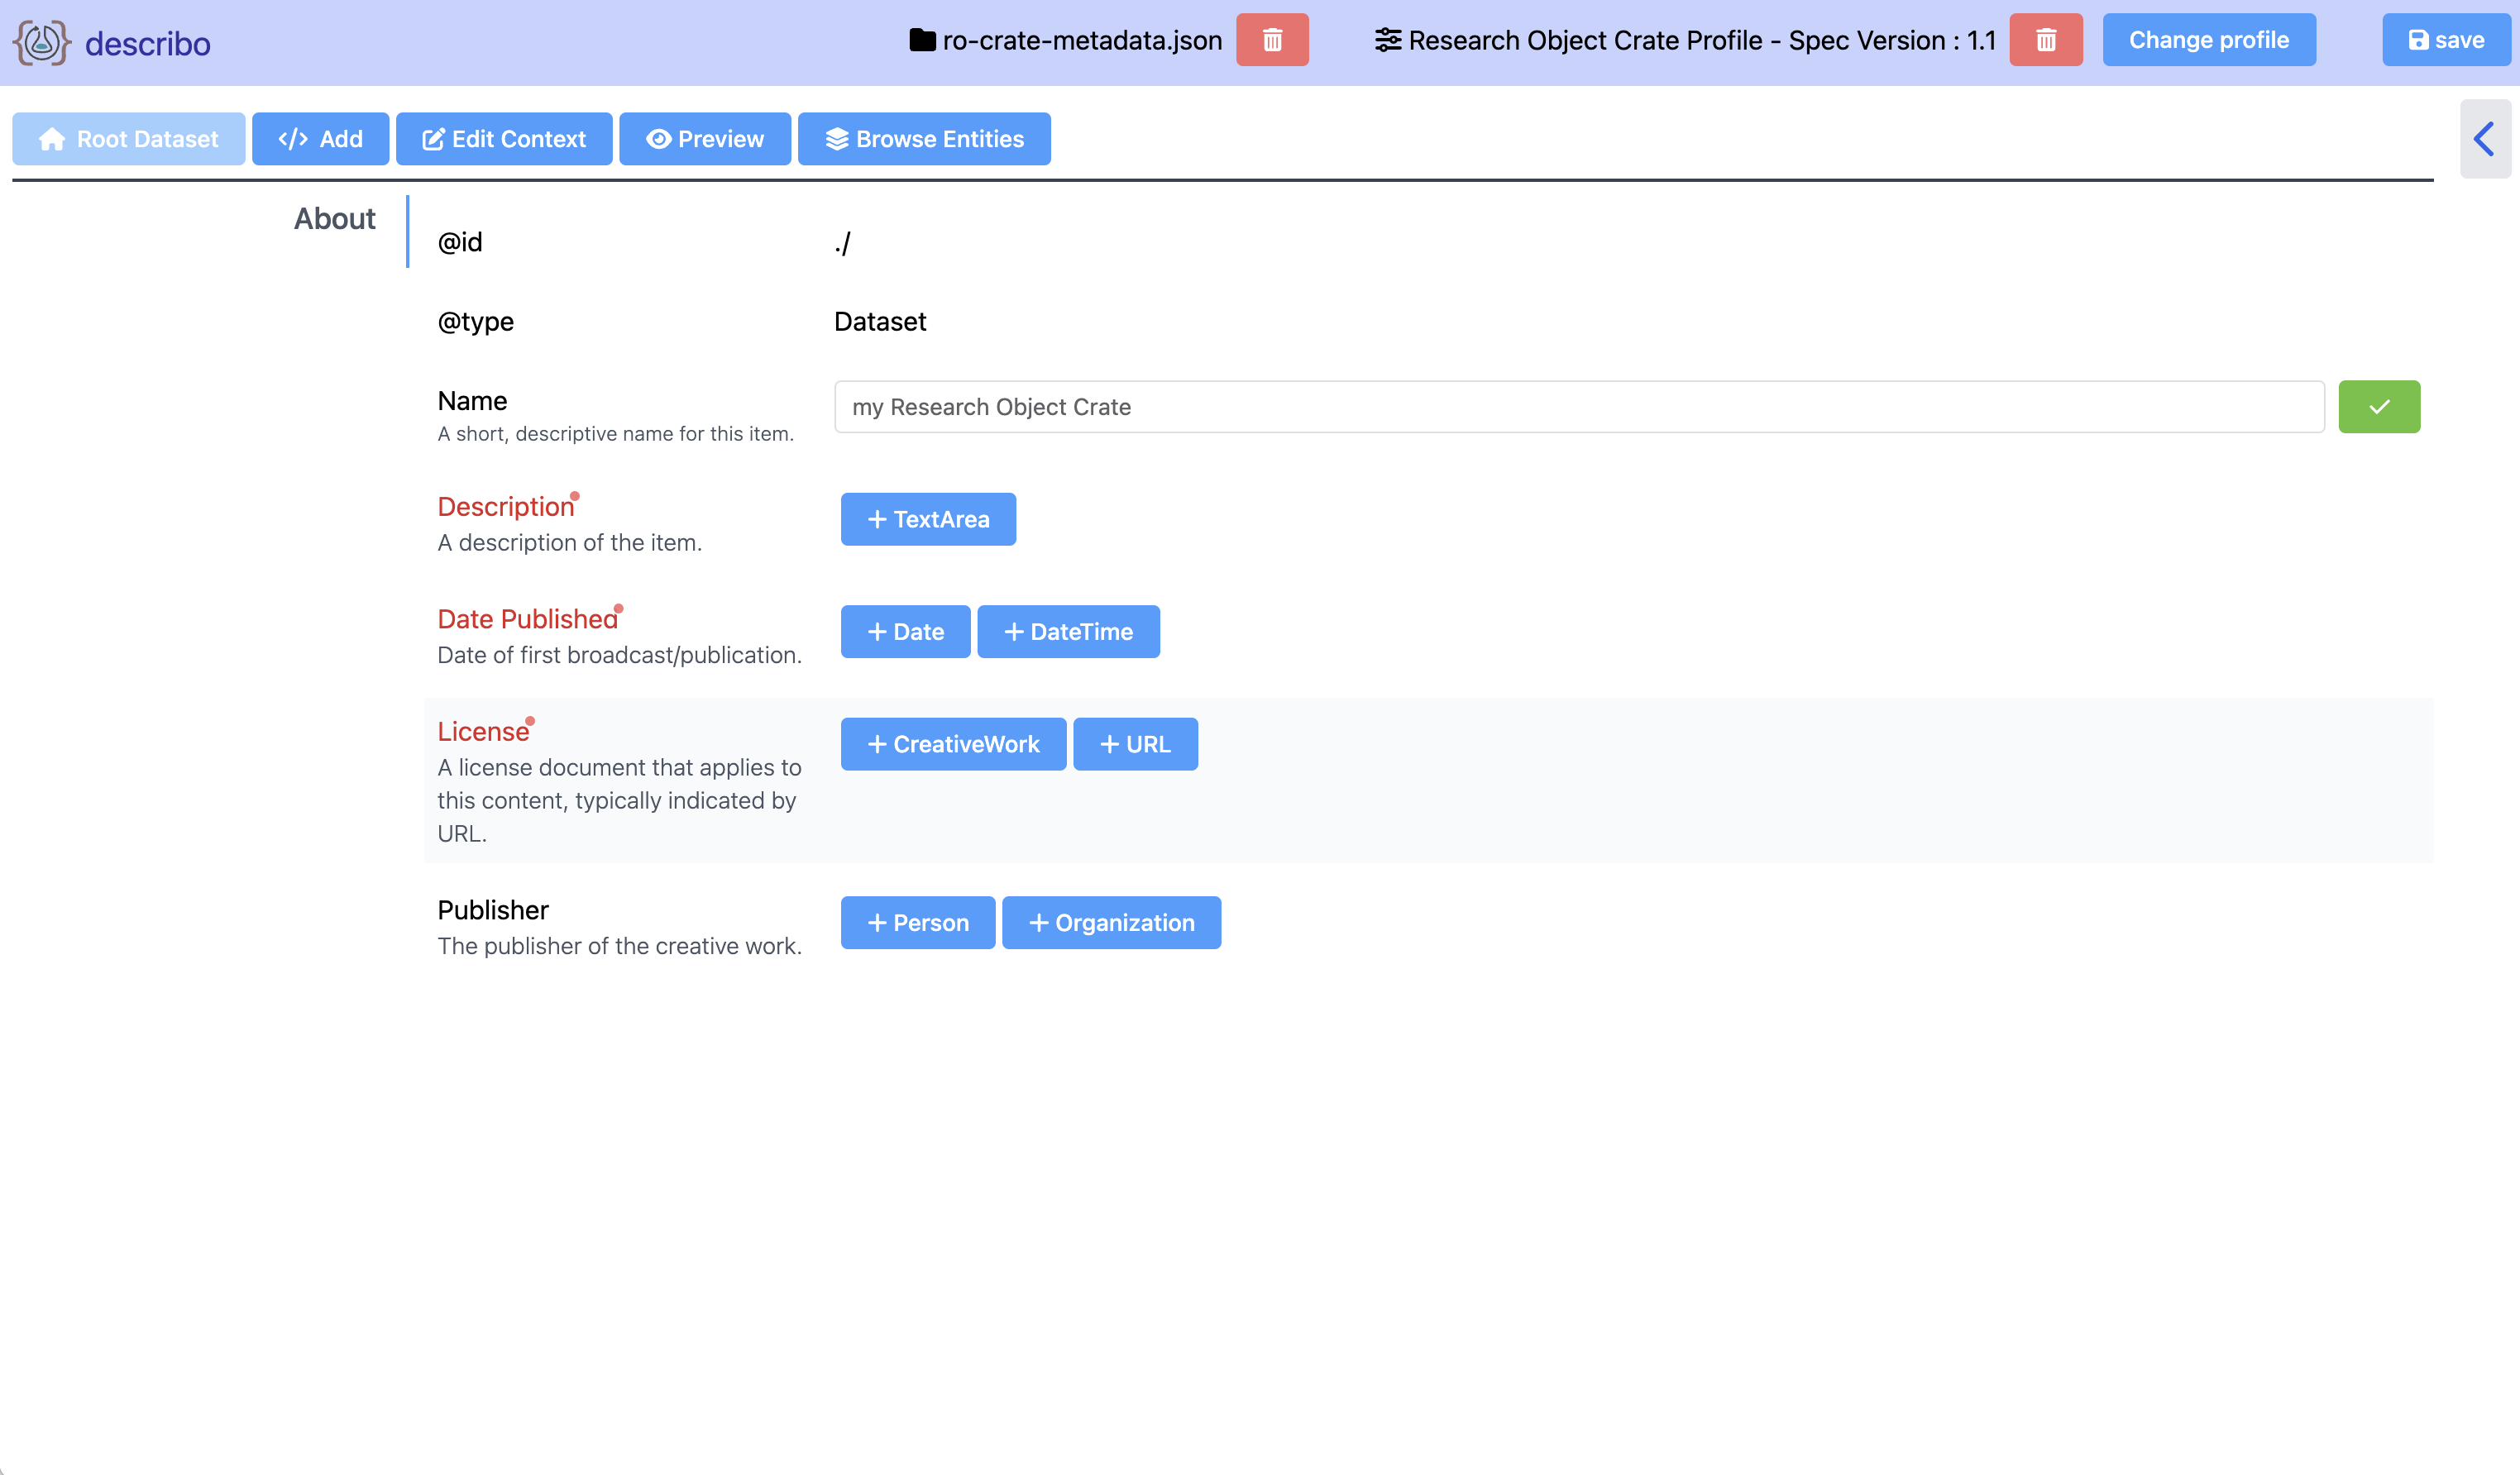 describo
ro-crate-metadata.json
Research Object Crate Profile - Spec Version : 1.1
Change profile
save
Root Dataset
Add
Edit Context
Preview
Browse Entities
About
@id
./
@type
Dataset
Name
A short, descriptive name for this item.
my Research Object Crate
Description
A description of the item.
+ TextArea
Date Published
Date of first broadcast/publication.
+ Date
+ DateTime
License
A license document that applies to
this content, typically indicated by
URL.
+ CreativeWork
+ URL
Publisher
The publisher of the creative work.
+ Person
+ Organization